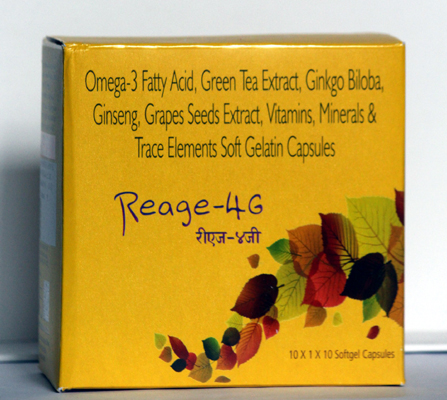 Omega-3 Fatty Acid, Green Tea Extract, Ginkgo Biloba,
Ginseng, Grapes Seeds Extract, Vitamins, Minerals &
Trace Elements Soft Gelatin Capsules
Reage-4G
रीएज-४जी
10 X 1 X 10 Softgel Capsules